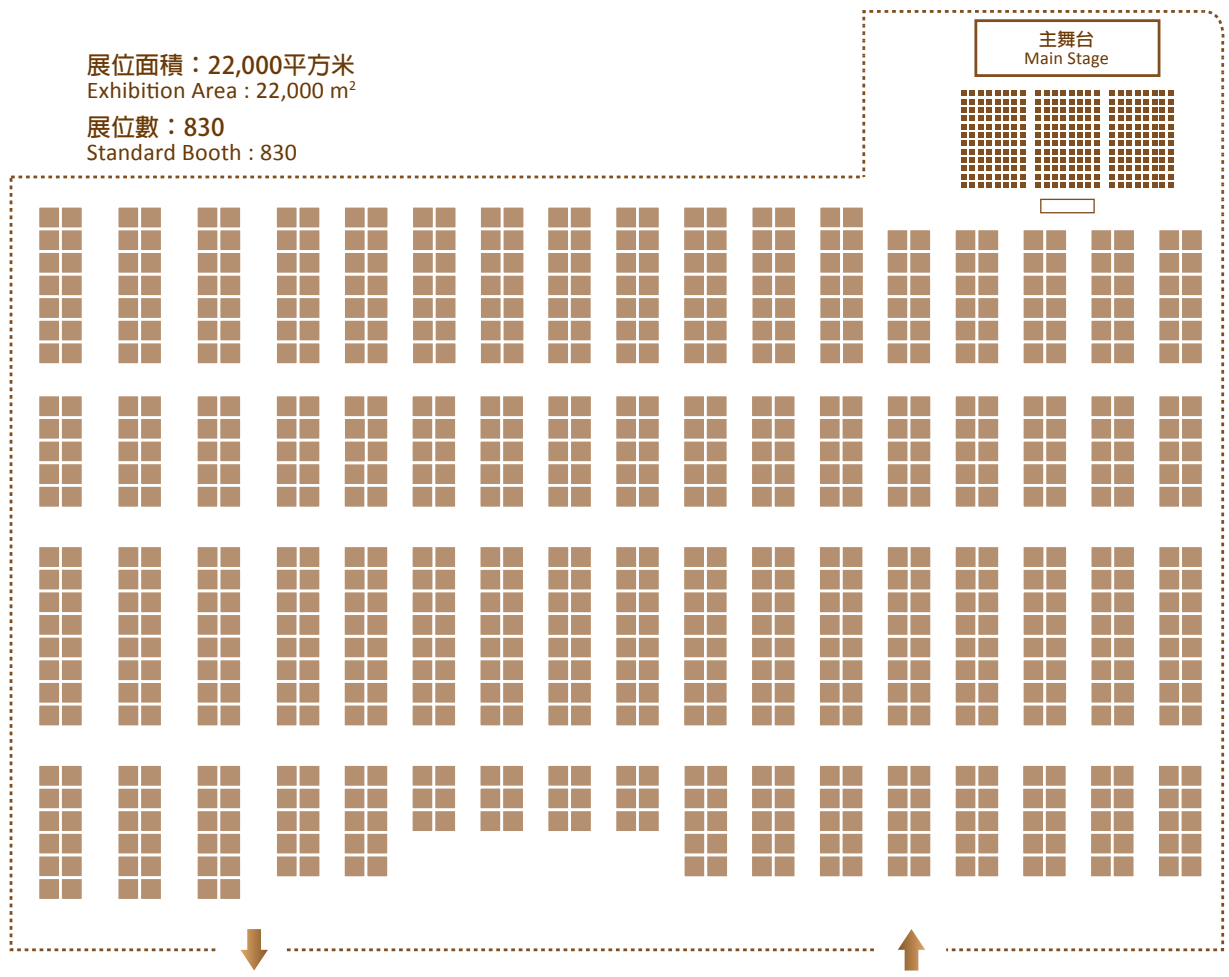 展位面積：22,000平方米
Exhibition Area : 22,000 m²
展位數：830
Standard Booth : 830
主舞台
Main Stage